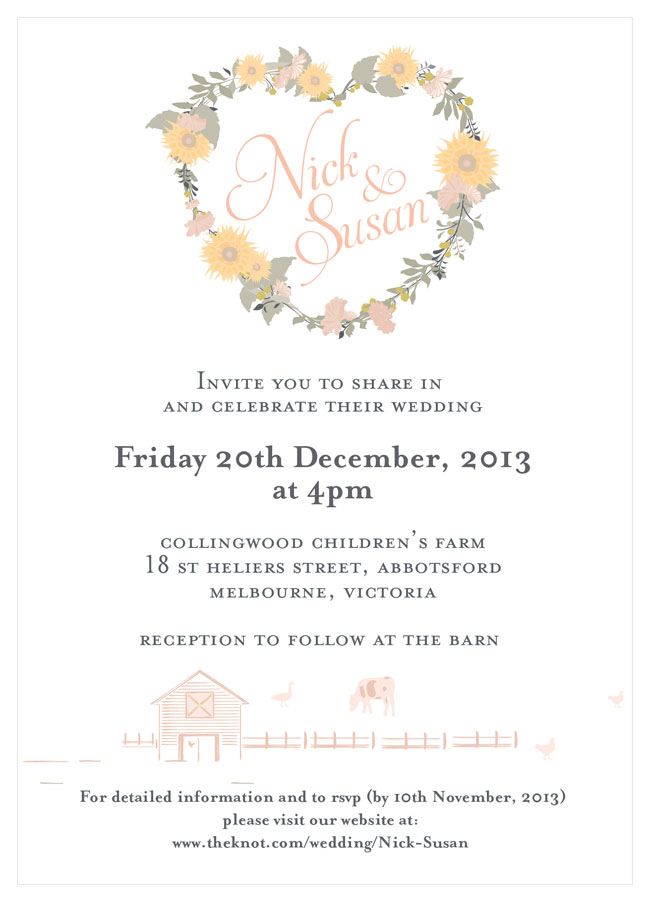 Nick
&
Susan
Invite you to share in
and celebrate their wedding
Friday 20th December, 2013
at 4pm
collingwood children's farm
18 st heliers street, abbotsford
melbourne, victoria
reception to follow at the barn
For detailed information and to rsvp (by 10th November, 2013)
please visit our website at:
www.theknot.com/wedding/Nick-Susan